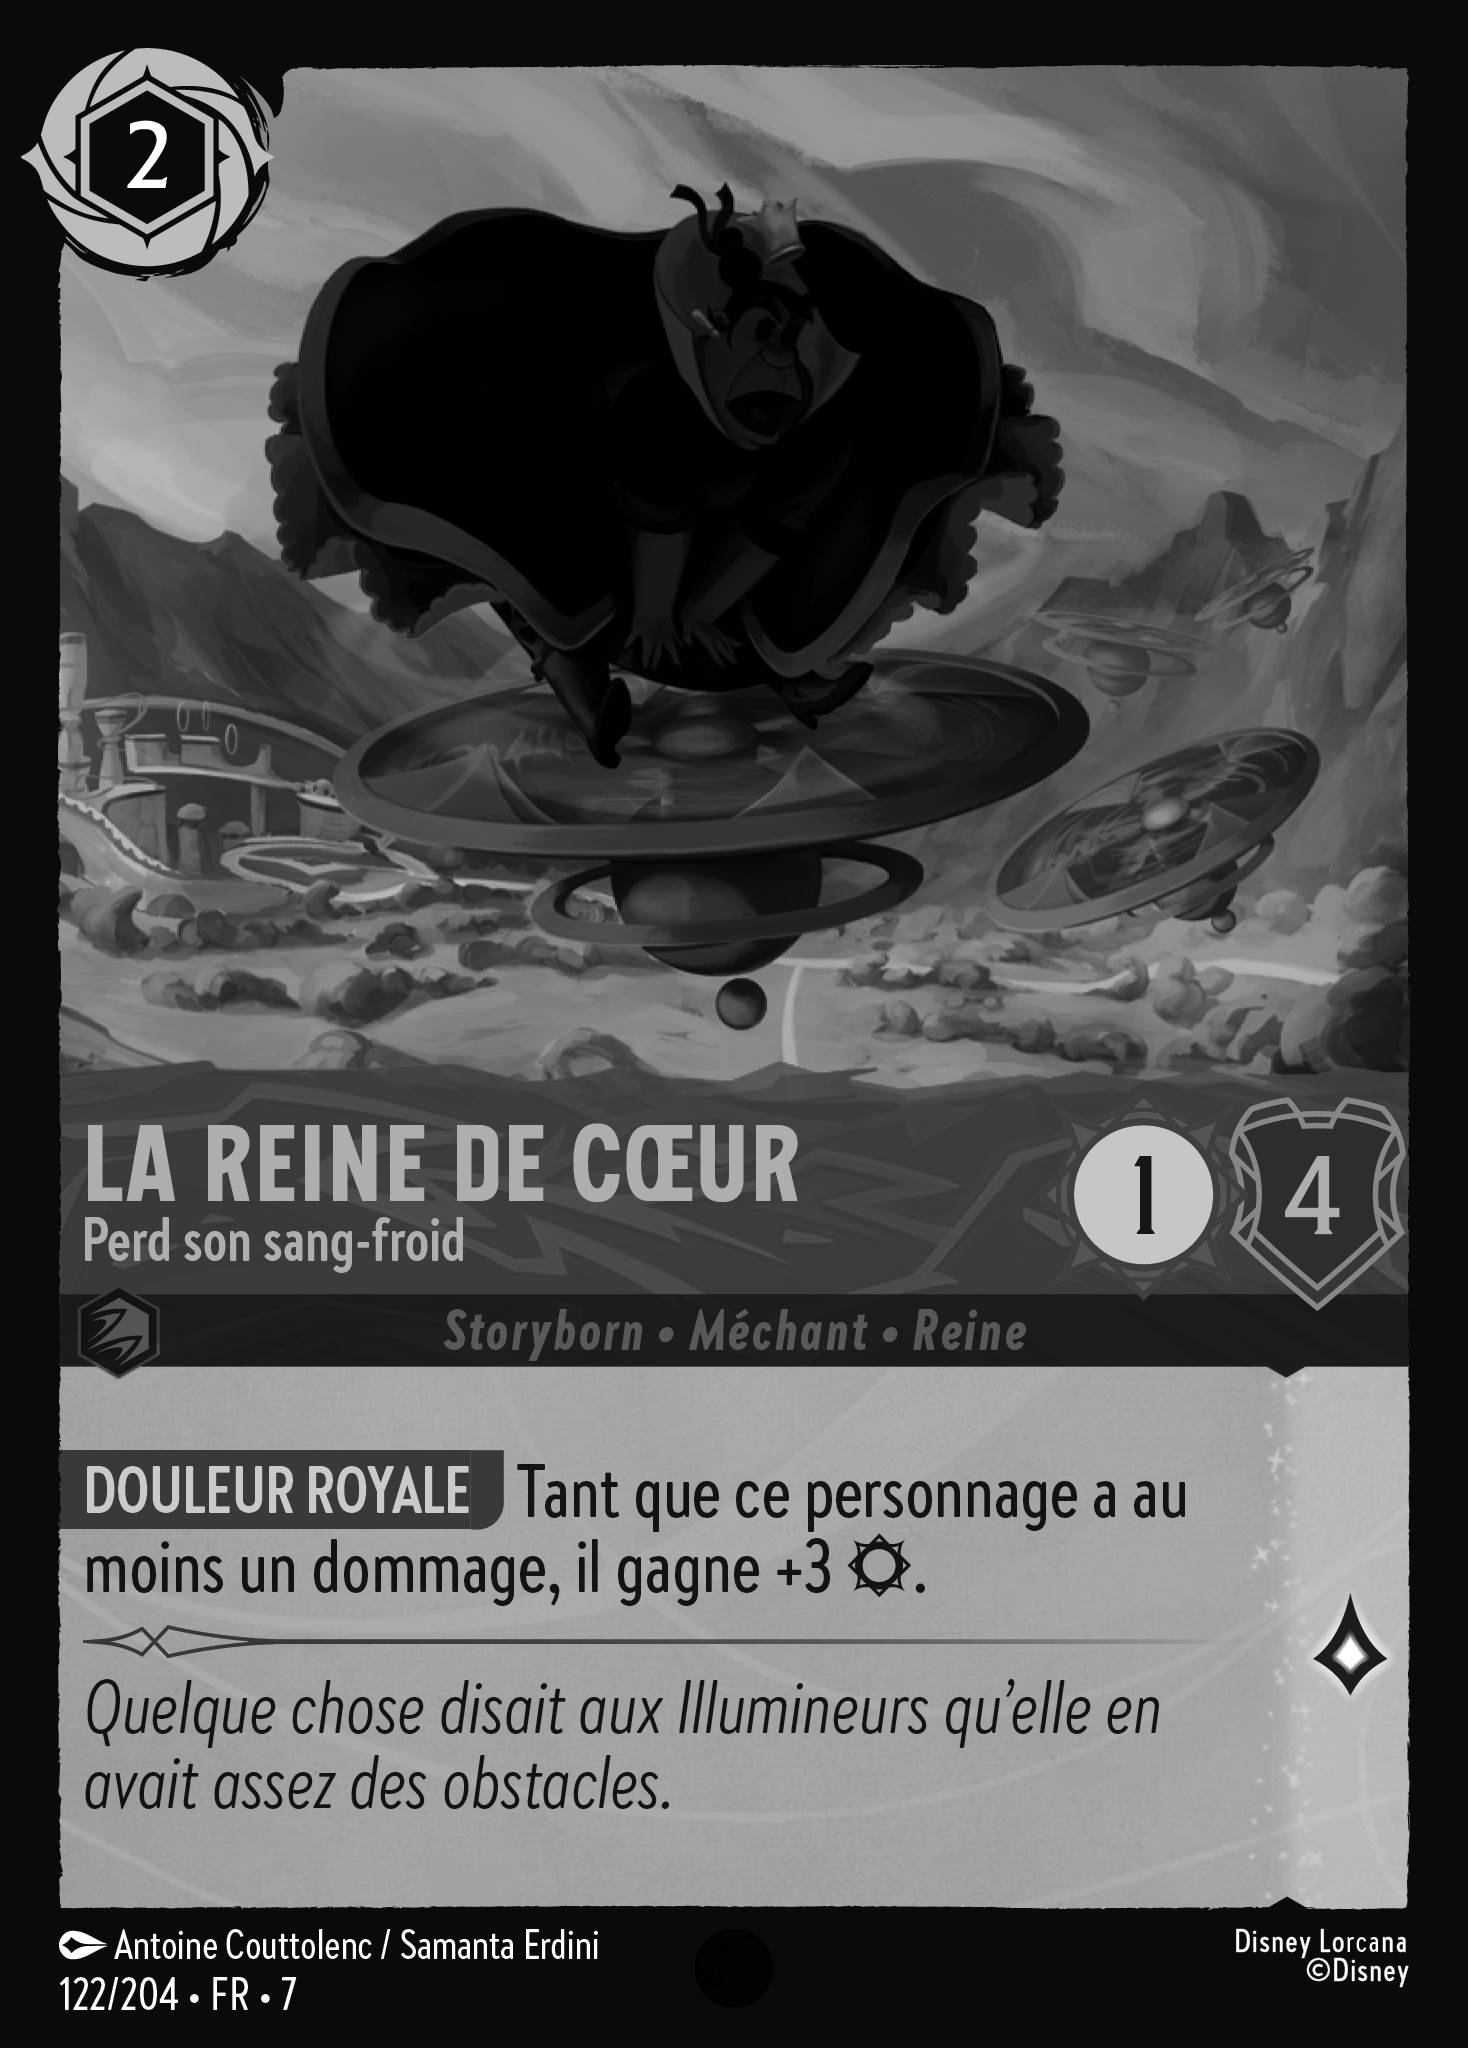 2
LA REINE DE CŒUR
Perd son sang-froid
1 4
Storyborn • Méchant • Reine
DOULEUR ROYALE Tant que ce personnage a au
moins un dommage, il gagne +3 .
Quelque chose disait aux Illumineurs qu’elle en
avait assez des obstacles.
Antoine Couttolenc / Samanta Erdini
122/204 • FR • 7
Disney Lorcana
©Disney